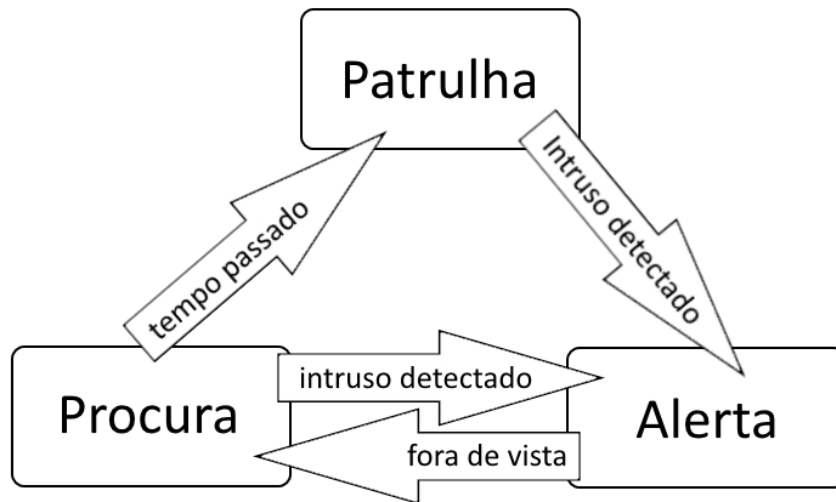 Patrulha
Intruso detectado
tempo passado
intruso detectado
Procura
Alerta
fora de vista